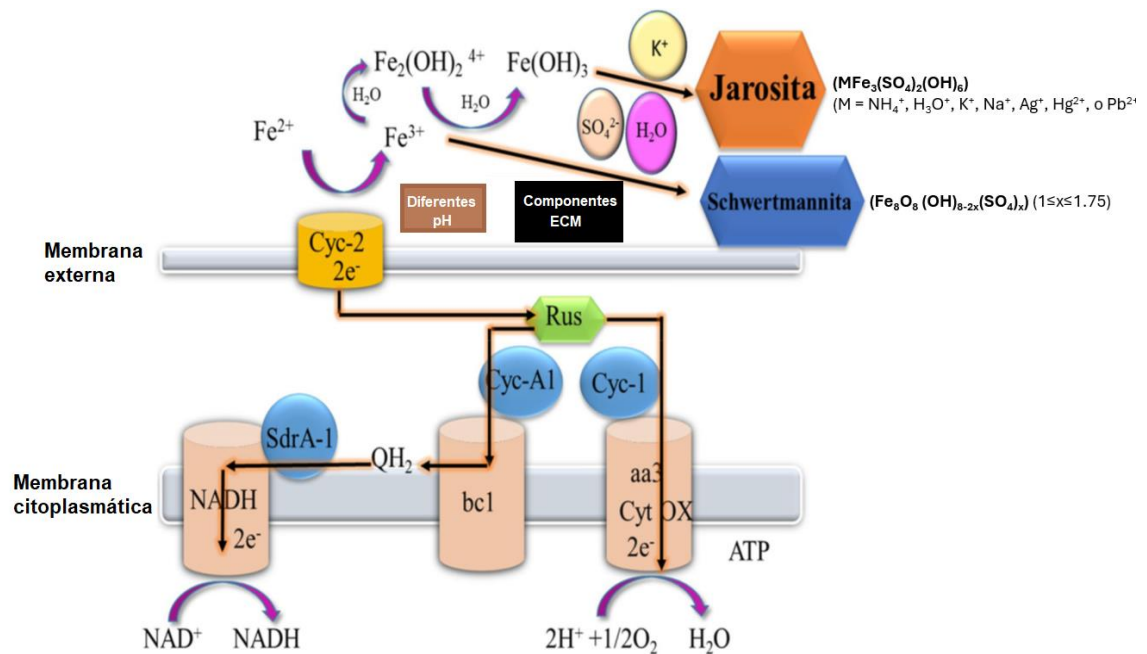 Fe₂(OH)₂ ⁴⁺
Fe(OH)₃
K⁺
Jarosita
(MFe₃(SO₄)₂(OH)₆)
(M = NH₄⁺, H₃O⁺, K⁺, Na⁺, Ag⁺, Hg²⁺, o Pb²⁺
H₂O
H₂O
Fe²⁺
Fe³⁺
SO₄²⁻
H₂O
Diferentes
pH
Componentes
ECM
Schwertmannita
(Fe₈O₈ (OH)₈₋₂ₓ(SO₄)ₓ) (1≤x≤1.75)
Membrana
externa
Cyc-2
2e⁻
Rus
Cyc-A1
Cyc-1
SdrA-1
QH₂
Membrana
citoplasmática
NADH
2e⁻
bc1
aa3
Cyt OX
2e⁻
ATP
NAD⁺
NADH
2H⁺ +1/2O₂
H₂O